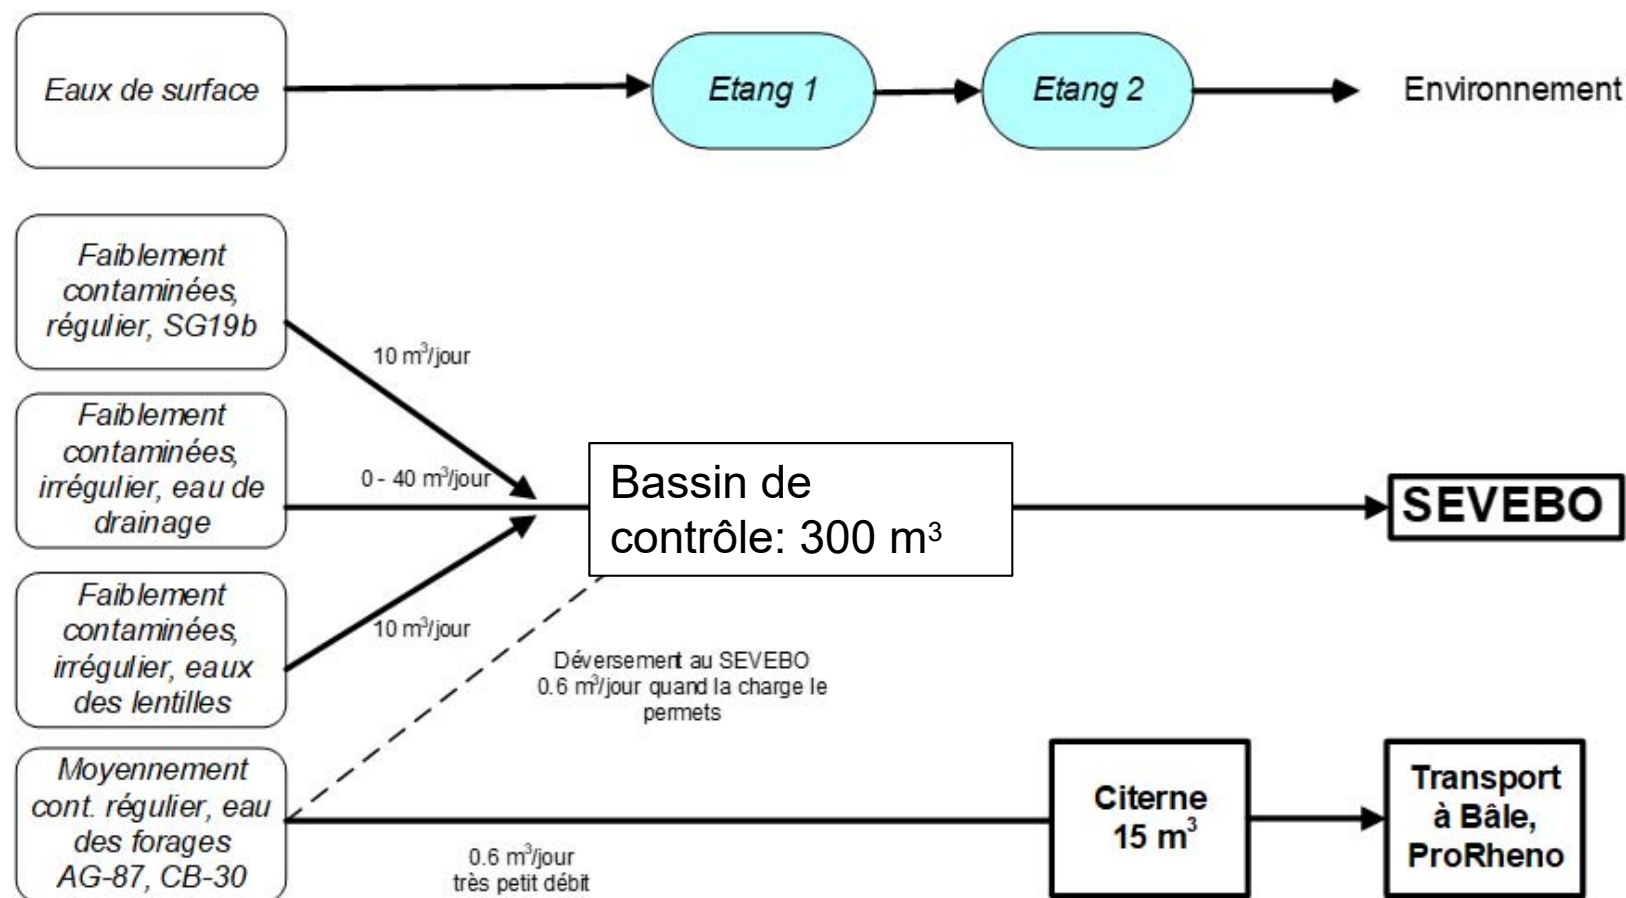 Eaux de surface
Etang 1
Etang 2
Environnement
Faiblement
contaminées,
régulier, SG19b
10 m³/jour
Faiblement
contaminées,
irrégulier, eau de
drainage
0 - 40 m³/jour
Bassin de
contrôle: 300 m³
SEVEBO
Faiblement
contaminées,
irrégulier, eaux
des lentilles
10 m³/jour
Déversement au SEVEBO
0.6 m³/jour quand la charge le
permets
Moyennement
cont. régulier, eau
des forages
AG-87, CB-30
0.6 m³/jour
très petit débit
Citerne
15 m³
Transport
à Bâle,
ProRheno